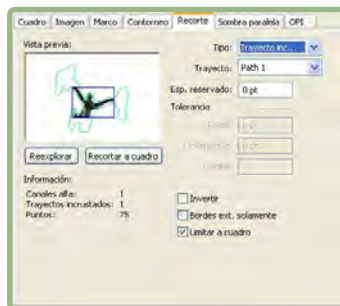 Cuadro Imagen Marco Contorneo Recorte Sombra paralela OPI
Vista previa:
Tipo: Trayecto inc...
Trayecto: Path 1
Esp. reservado: 0 pt
Tolerancia
Reexplorar Recortar a cuadro
Información:
Canales alfa: 1
Trayectos incrustados: 1
Puntos: 75
Invertir
Bordes ext. solamente
Limitar a cuadro